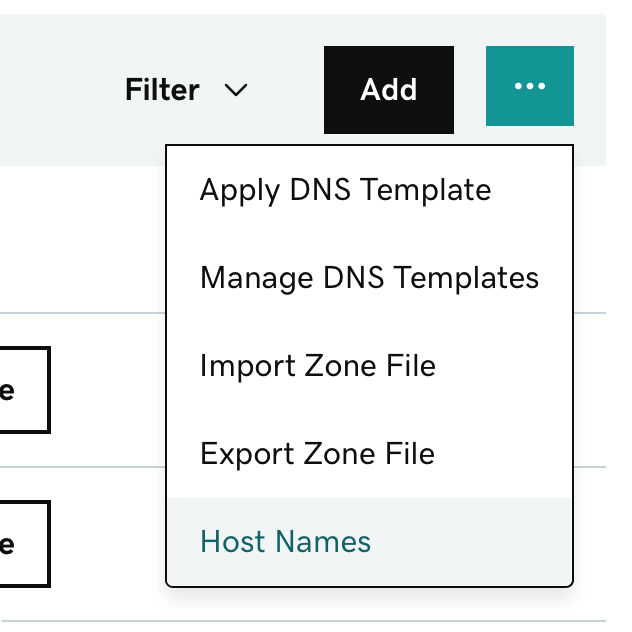 Filter
Add
Apply DNS Template
Manage DNS Templates
Import Zone File
Export Zone File
e
Host Names
e